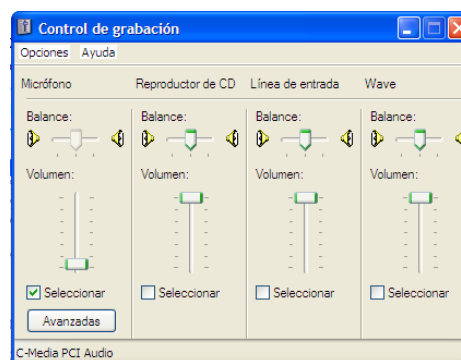 Control de grabación
Opciones Ayuda
Micrófono Reproductor de CD Línea de entrada Wave
Balance: Balance: Balance: Balance:
Volumen: Volumen: Volumen: Volumen:
Seleccionar Seleccionar Seleccionar Seleccionar
Avanzadas
C-Media PCI Audio